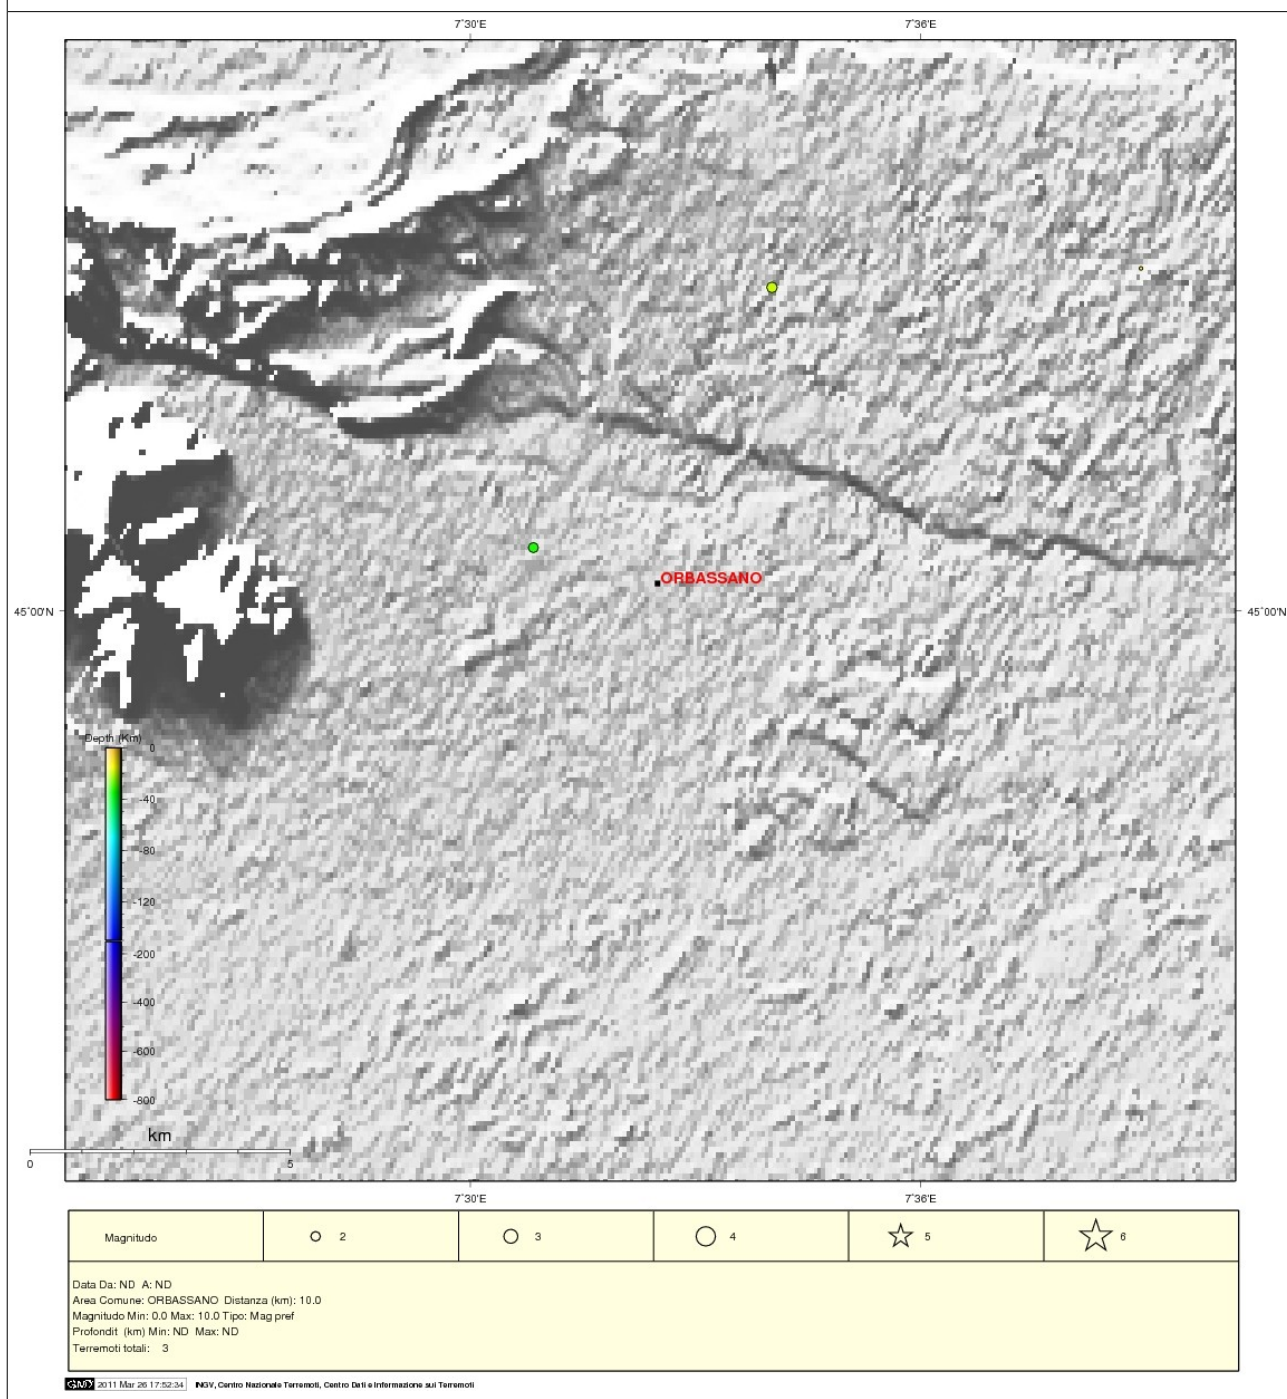 7°30'E 7°36'E
ORBASSANO
45°00'N 45°00'N
Depth (Km)
0
-40
-80
-120
-200
-400
-600
-800
km
0 5
7°30'E 7°36'E
Magnitudo 2 3 4 5 6
Data Da: ND A: ND
Area Comune: ORBASSANO Distanza (km): 10.0
Magnitudo Min: 0.0 Max: 10.0 Tipo: Mag pref
Profondit (km) Min: ND Max: ND
Terremoti totali: 3
GMD 2011 Mar 26 17:52:34 INGV, Centro Nazionale Terremoti, Centro Dati e Informazione sui Terremoti